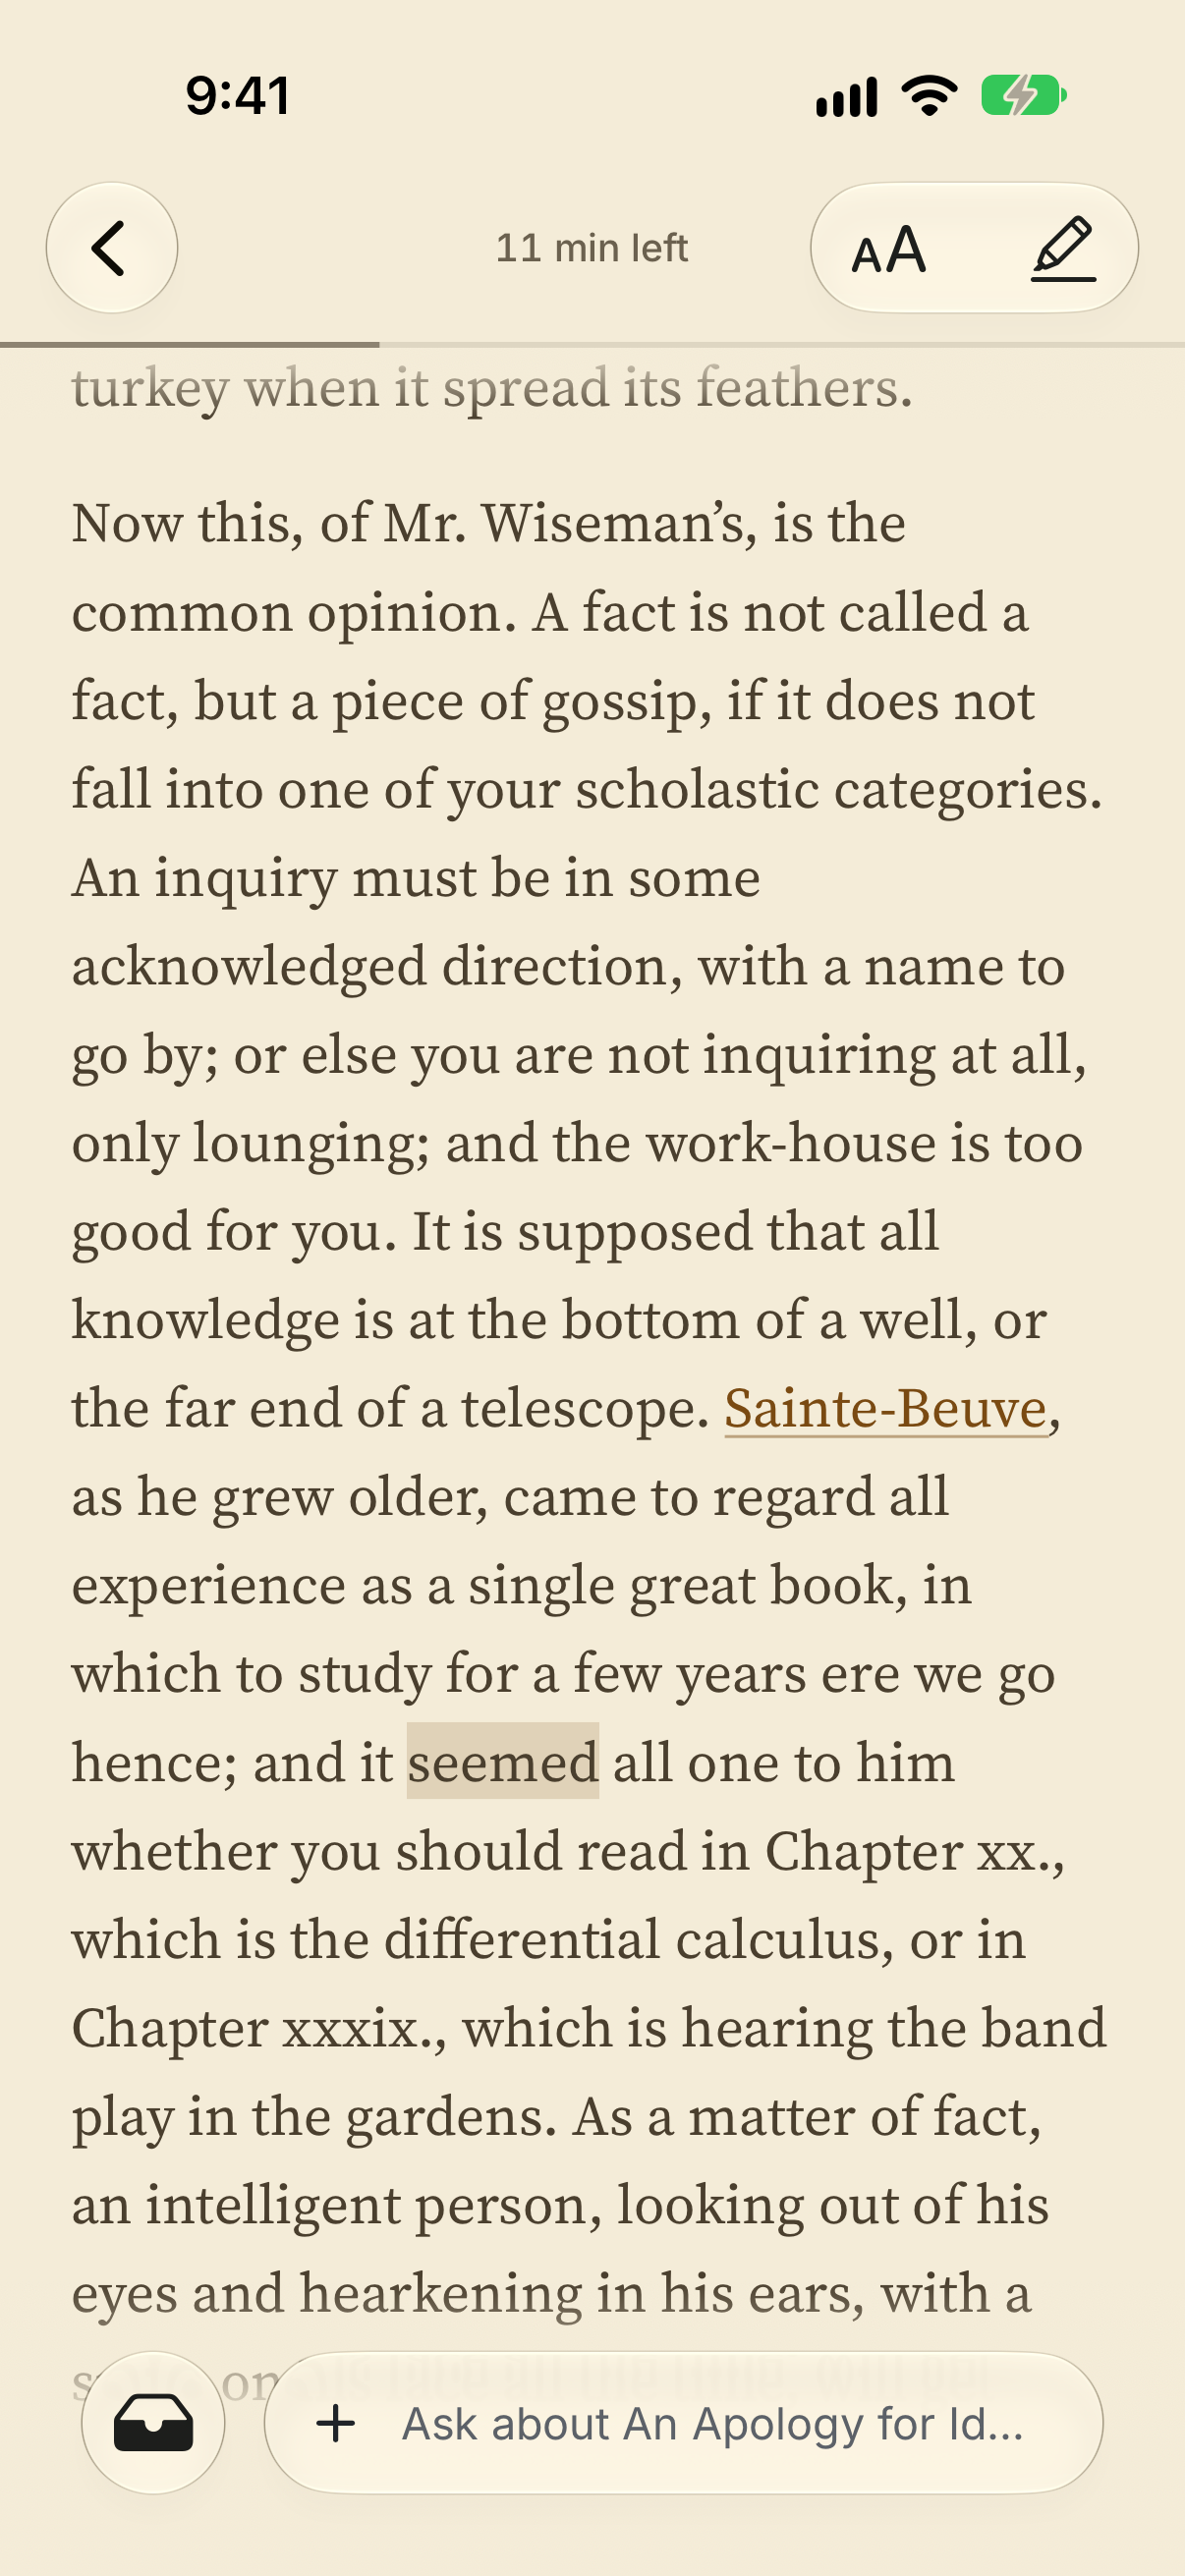 9:41
11 min left
AA
turkey when it spread its feathers.
Now this, of Mr. Wiseman’s, is the
common opinion. A fact is not called a
fact, but a piece of gossip, if it does not
fall into one of your scholastic categories.
An inquiry must be in some
acknowledged direction, with a name to
go by; or else you are not inquiring at all,
only lounging; and the work-house is too
good for you. It is supposed that all
knowledge is at the bottom of a well, or
the far end of a telescope. Sainte-Beuve,
as he grew older, came to regard all
experience as a single great book, in
which to study for a few years ere we go
hence; and it seemed all one to him
whether you should read in Chapter xx.,
which is the differential calculus, or in
Chapter xxxix., which is hearing the band
play in the gardens. As a matter of fact,
an intelligent person, looking out of his
eyes and hearkening in his ears, with a
on
Ask about An Apology for Id...